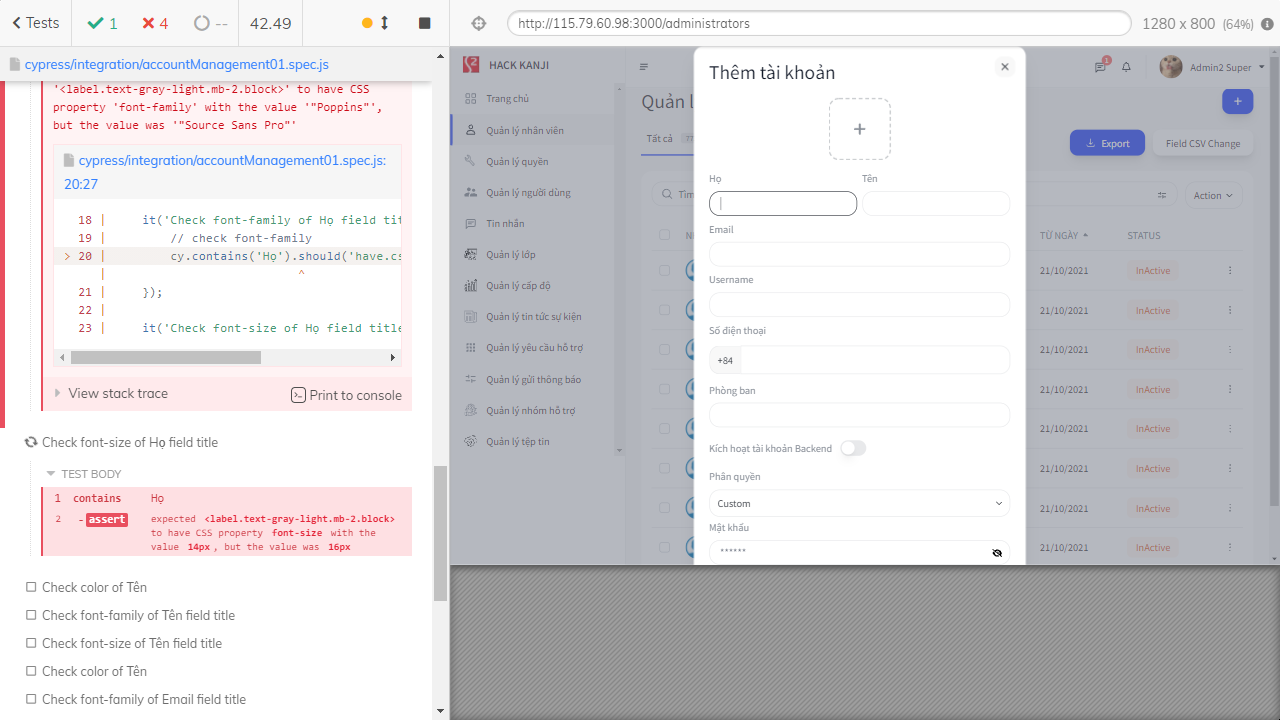 Tests
1
4
--
42.49
http://115.79.60.98:3000/administrators
1280 x 800 (64%)
cypress/integration/accountManagement01.spec.js
'<label.text-gray-light.mb-2.block>' to have CSS
property 'font-family' with the value '"Poppins"',
but the value was '"Source Sans Pro"'
cypress/integration/accountManagement01.spec.js:
20:27
18 | it('Check font-family of Họ field tit
19 | // check font-family
> 20 | cy.contains('Họ').should('have.cs
| ^
21 | });
22 |
23 | it('Check font-size of Họ field title
View stack trace
Print to console
Check font-size of Họ field title
TEST BODY
1 contains Họ
2 -assert expected <label.text-gray-light.mb-2.block>
to have CSS property font-size with the
value 14px, but the value was 16px
Check color of Tên
Check font-family of Tên field title
Check font-size of Tên field title
Check color of Tên
Check font-family of Email field title
HACK KANJI
Trang chủ
Quản lý nhân viên
Quản lý quyền
Quản lý người dùng
Tin nhắn
Quản lý lớp
Quản lý cấp độ
Quản lý tin tức sự kiện
Quản lý yêu cầu hỗ trợ
Quản lý gửi thông báo
Quản lý nhóm hỗ trợ
Quản lý tệp tin
1
Admin2 Super
Quản l
+
Tất cả 77
Export
Field CSV Change
Tìm
Action
TỪ NGÀY
STATUS
21/10/2021 InActive
21/10/2021 InActive
21/10/2021 InActive
21/10/2021 InActive
21/10/2021 InActive
21/10/2021 InActive
21/10/2021 InActive
21/10/2021 InActive
Thêm tài khoản
×
+
Họ
Tên
Email
Username
Số điện thoại
+84
Phòng ban
Kích hoạt tài khoản Backend
Phân quyền
Custom
Mật khẩu
******